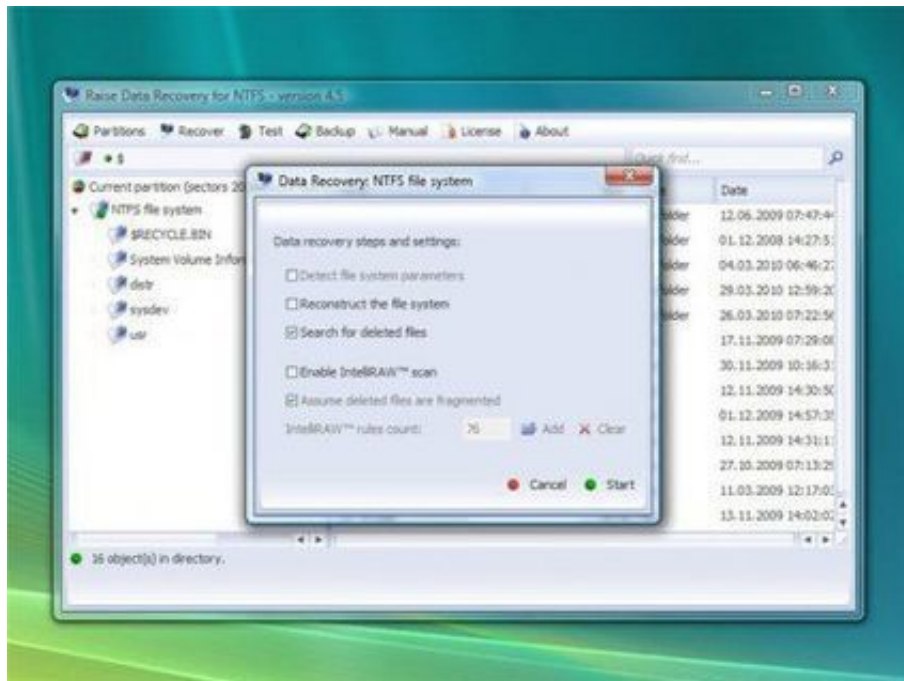 Raise Data Recovery for NTFS - version 4.5
Partitions Recover Test Backup Manual License About
$
Current partition (sectors 20
Date
NTFS file system
$RECYCLE.BIN
System Volume Infor
distr
sysdev
usr
Data Recovery: NTFS file system
Data recovery steps and settings:
Detect file system parameters
Reconstruct the file system
Search for deleted files
Enable IntelliRAW™ scan
Assume deleted files are fragmented
IntelliRAW™ rules count: 76 Add Clear
Cancel Start
older 12.06.2009 07:47:4
older 01.12.2008 14:27:5
older 04.03.2010 06:46:2
older 29.03.2010 12:59:2
older 26.03.2010 07:22:5
17.11.2009 07:29:0
30.11.2009 10:16:3
12.11.2009 14:30:5
01.12.2009 14:57:3
12.11.2009 14:31:1
27.10.2009 07:13:2
11.03.2009 12:17:0
13.11.2009 14:02:0
16 object(s) in directory.